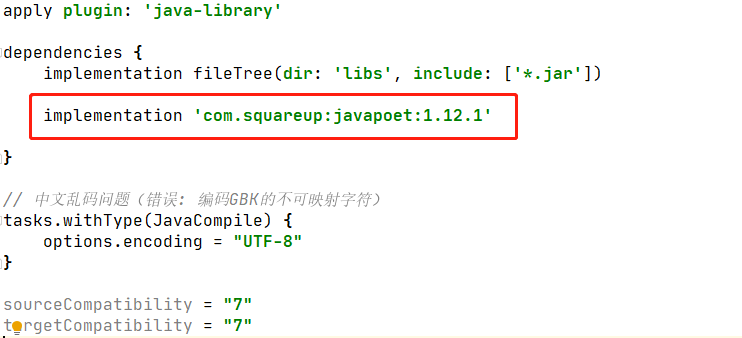 apply plugin: 'java-library'
dependencies {
implementation fileTree(dir: 'libs', include: ['*.jar'])
implementation 'com.squareup:javapoet:1.12.1'
}
// 中文乱码问题（错误: 编码GBK的不可映射字符）
tasks.withType(JavaCompile) {
options.encoding = "UTF-8"
}
sourceCompatibility = "7"
targetCompatibility = "7"